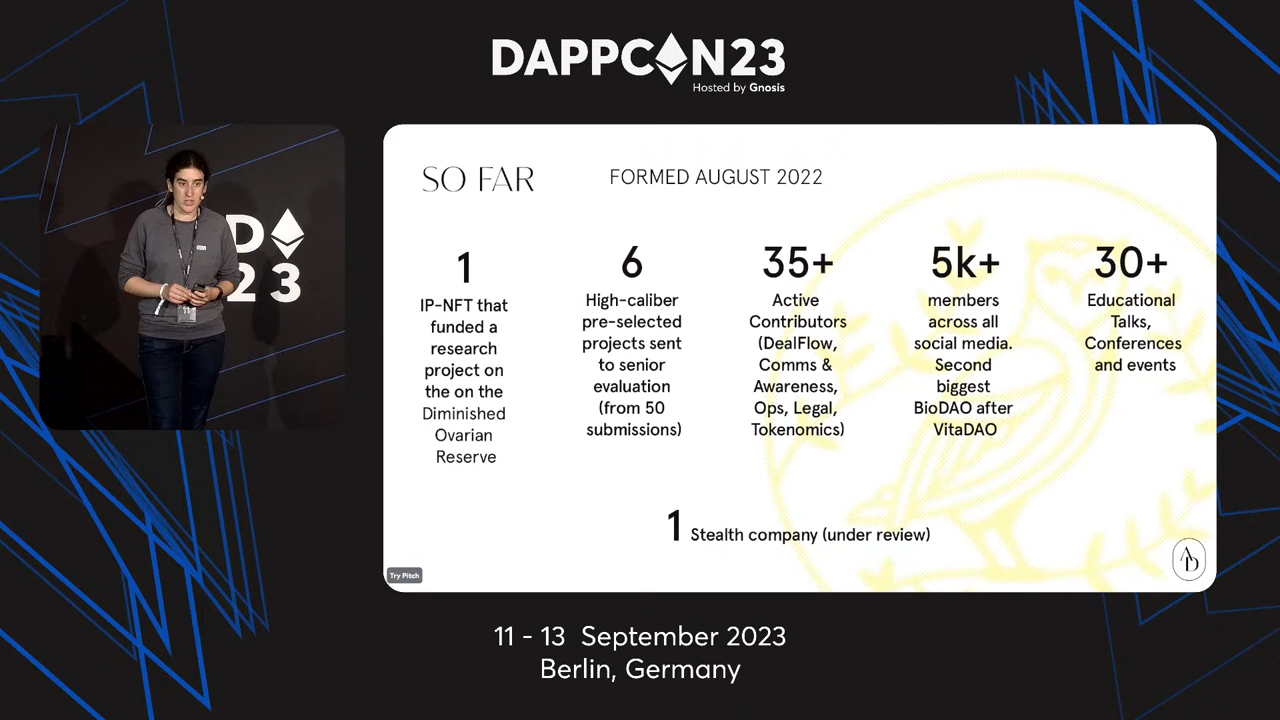 DAPPCON23
Hosted by Gnosis
D
23
SO FAR
FORMED AUGUST 2022
1
IP-NFT that
funded a
research
project on
the on the
Diminished
Ovarian
Reserve
6
High-caliber
pre-selected
projects sent
to senior
evaluation
(from 50
submissions)
35+
Active
Contributors
(DealFlow,
Comms &
Awareness,
Ops, Legal,
Tokenomics)
5k+
members
across all
social media.
Second
biggest
BioDAO after
VitaDAO
30+
Educational
Talks,
Conferences
and events
1 Stealth company (under review)
Try Pitch
AD
11 - 13 September 2023
Berlin, Germany